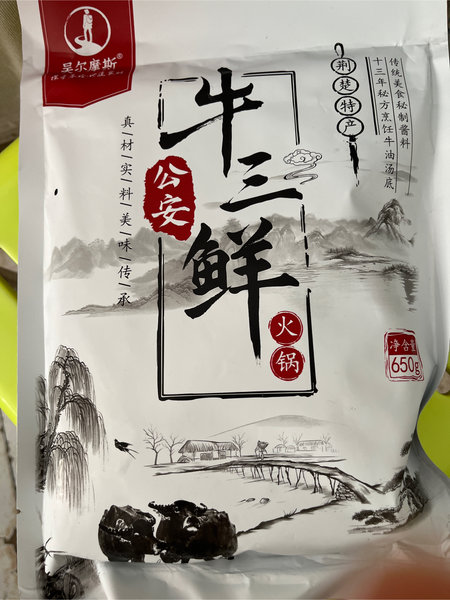 吴尔摩斯®
荆楚特产
传统美食秘制酱料
十三年秘方烹饪牛油汤底
牛三鲜
公安
真材实料美味传承
火锅
净含量
650g